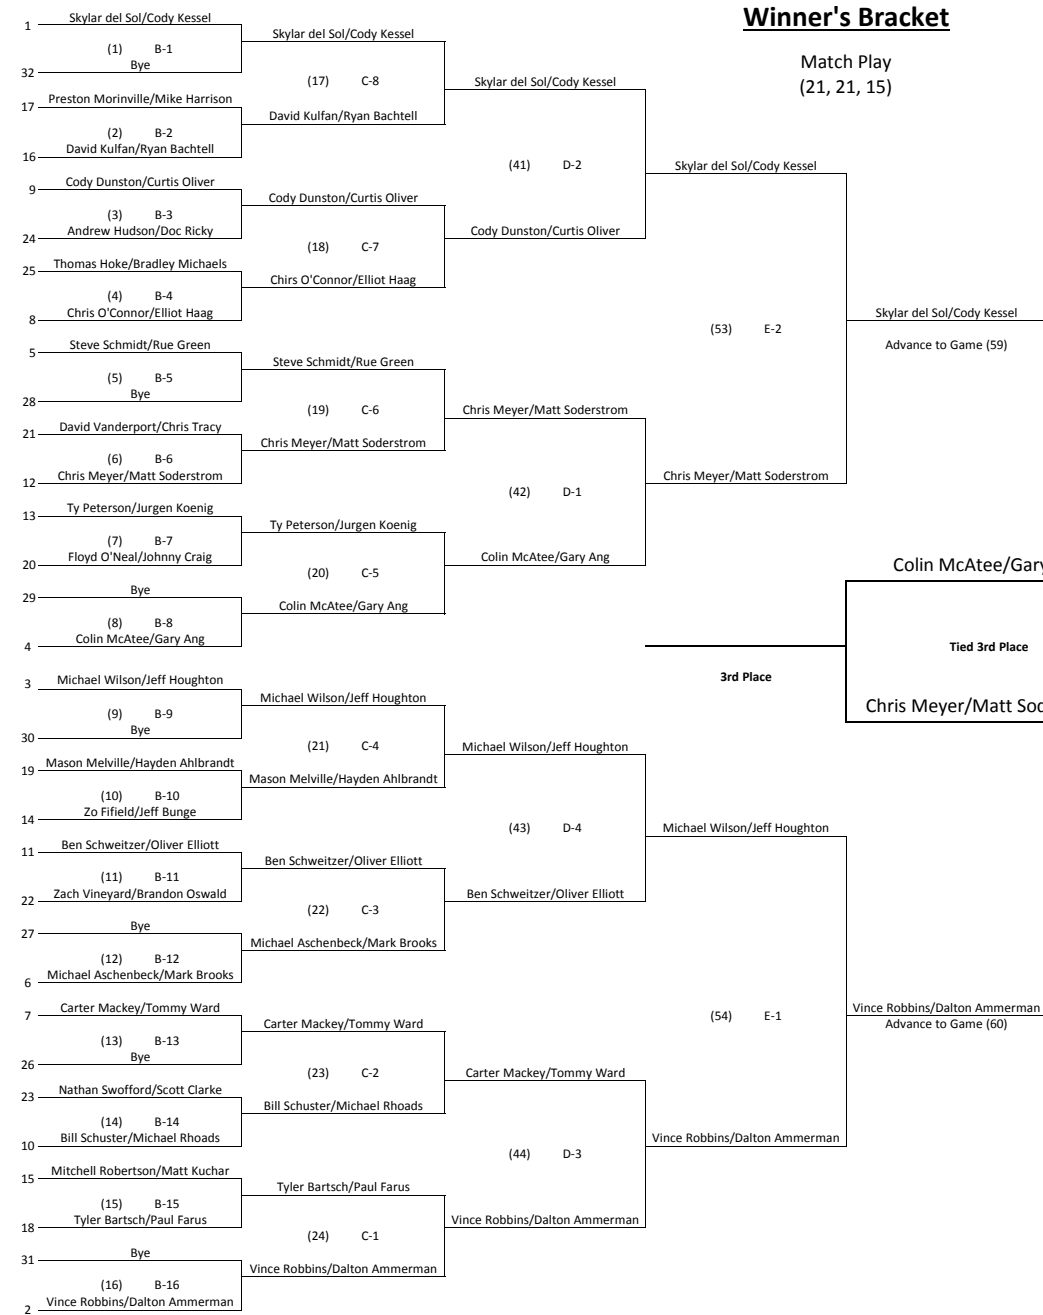 Winner's Bracket
Match Play
(21, 21, 15)
1 Skylar del Sol/Cody Kessel
(1) B-1
Bye
32
17 Preston Morinville/Mike Harrison
(2) B-2
David Kulfan/Ryan Bachtell
16
9 Cody Dunston/Curtis Oliver
(3) B-3
Andrew Hudson/Doc Ricky
24
25 Thomas Hoke/Bradley Michaels
(4) B-4
Chris O'Connor/Elliot Haag
8
5 Steve Schmidt/Rue Green
(5) B-5
Bye
28
21 David Vanderport/Chris Tracy
(6) B-6
Chris Meyer/Matt Soderstrom
12
13 Ty Peterson/Jurgen Koenig
(7) B-7
Floyd O'Neal/Johnny Craig
20
29 Bye
(8) B-8
Colin McAtee/Gary Ang
4
3 Michael Wilson/Jeff Houghton
(9) B-9
Bye
30
19 Mason Melville/Hayden Ahlbrandt
(10) B-10
Zo Fifield/Jeff Bunge
14
11 Ben Schweitzer/Oliver Elliott
(11) B-11
Zach Vineyard/Brandon Oswald
22
27 Bye
(12) B-12
Michael Aschenbeck/Mark Brooks
6
7 Carter Mackey/Tommy Ward
(13) B-13
Bye
26
23 Nathan Swofford/Scott Clarke
(14) B-14
Bill Schuster/Michael Rhoads
10
15 Mitchell Robertson/Matt Kuchar
(15) B-15
Tyler Bartsch/Paul Farus
18
31 Bye
(16) B-16
Vince Robbins/Dalton Ammerman
2
Skylar del Sol/Cody Kessel
(17) C-8
David Kulfan/Ryan Bachtell
Cody Dunston/Curtis Oliver
(18) C-7
Chirs O'Connor/Elliot Haag
Steve Schmidt/Rue Green
(19) C-6
Chris Meyer/Matt Soderstrom
Ty Peterson/Jurgen Koenig
(20) C-5
Colin McAtee/Gary Ang
Michael Wilson/Jeff Houghton
(21) C-4
Mason Melville/Hayden Ahlbrandt
Ben Schweitzer/Oliver Elliott
(22) C-3
Michael Aschenbeck/Mark Brooks
Carter Mackey/Tommy Ward
(23) C-2
Bill Schuster/Michael Rhoads
Tyler Bartsch/Paul Farus
(24) C-1
Vince Robbins/Dalton Ammerman
Skylar del Sol/Cody Kessel
(41) D-2
Cody Dunston/Curtis Oliver
Chris Meyer/Matt Soderstrom
(42) D-1
Colin McAtee/Gary Ang
Michael Wilson/Jeff Houghton
(43) D-4
Ben Schweitzer/Oliver Elliott
Carter Mackey/Tommy Ward
(44) D-3
Vince Robbins/Dalton Ammerman
Skylar del Sol/Cody Kessel
(53) E-2
Chris Meyer/Matt Soderstrom
3rd Place
Michael Wilson/Jeff Houghton
(54) E-1
Vince Robbins/Dalton Ammerman
Skylar del Sol/Cody Kessel
Advance to Game (59)
Colin McAtee/Gary
Tied 3rd Place
Chris Meyer/Matt Sod
Vince Robbins/Dalton Ammerman
Advance to Game (60)